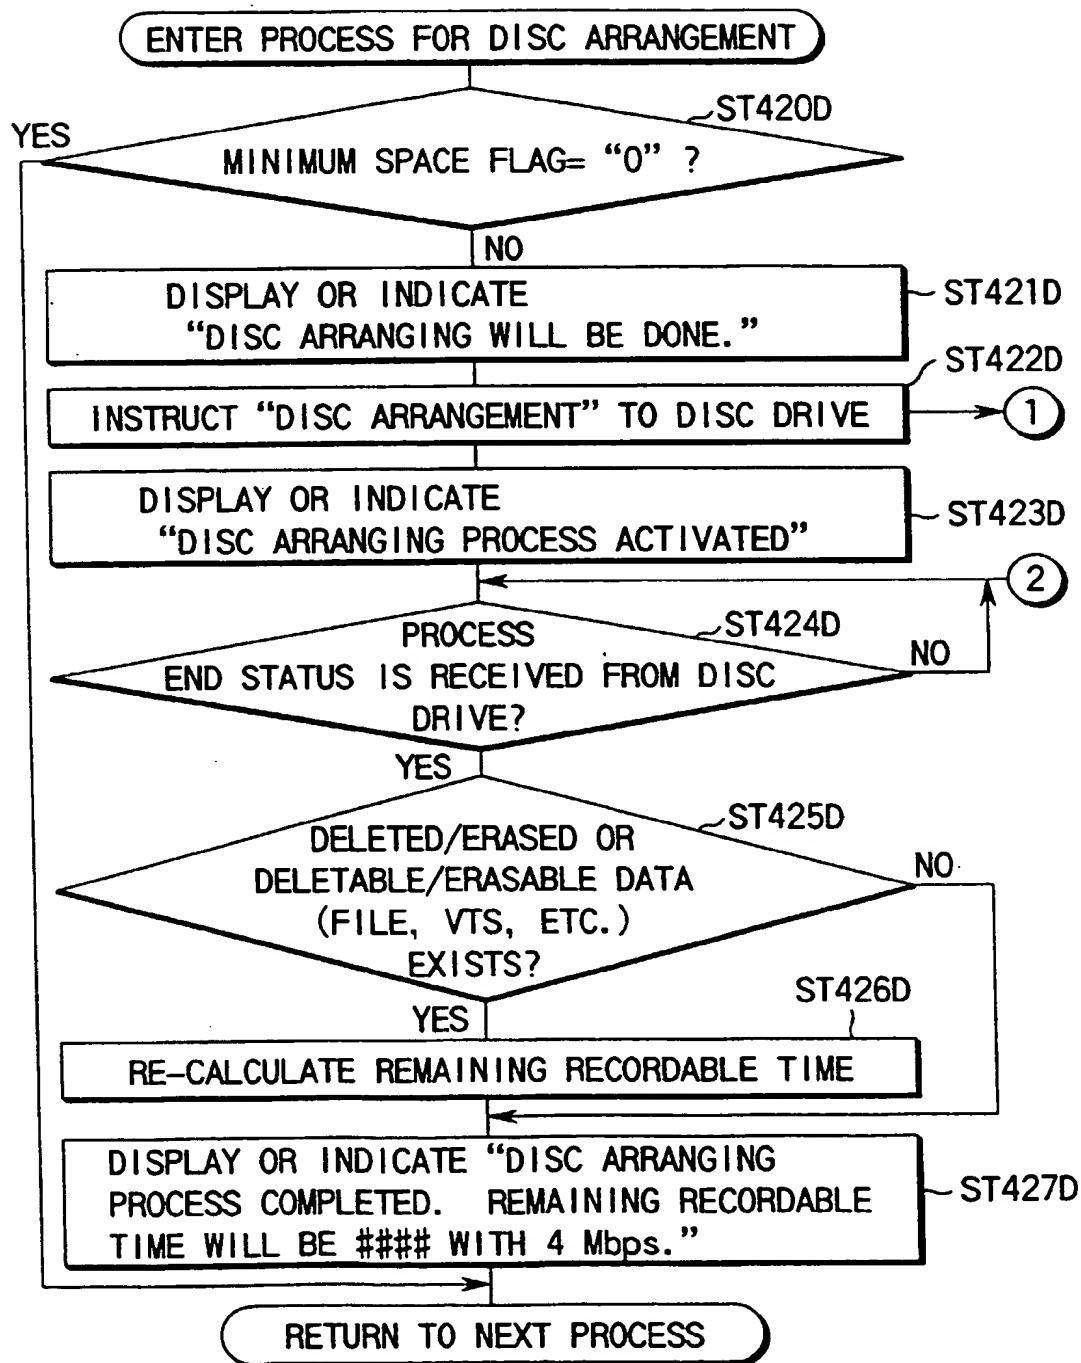 ENTER PROCESS FOR DISC ARRANGEMENT
ST420D
YES
MINIMUM SPACE FLAG= “0” ?
NO
DISPLAY OR INDICATE
“DISC ARRANGING WILL BE DONE.”
ST421D
ST422D
INSTRUCT “DISC ARRANGEMENT” TO DISC DRIVE
1
DISPLAY OR INDICATE
“DISC ARRANGING PROCESS ACTIVATED”
ST423D
2
ST424D
PROCESS
END STATUS IS RECEIVED FROM DISC
DRIVE?
NO
YES
ST425D
DELETED/ERASED OR
DELETABLE/ERASABLE DATA
(FILE, VTS, ETC.)
EXISTS?
NO
YES
ST426D
RE-CALCULATE REMAINING RECORDABLE TIME
DISPLAY OR INDICATE “DISC ARRANGING
PROCESS COMPLETED. REMAINING RECORDABLE
TIME WILL BE #### WITH 4 Mbps.”
ST427D
RETURN TO NEXT PROCESS